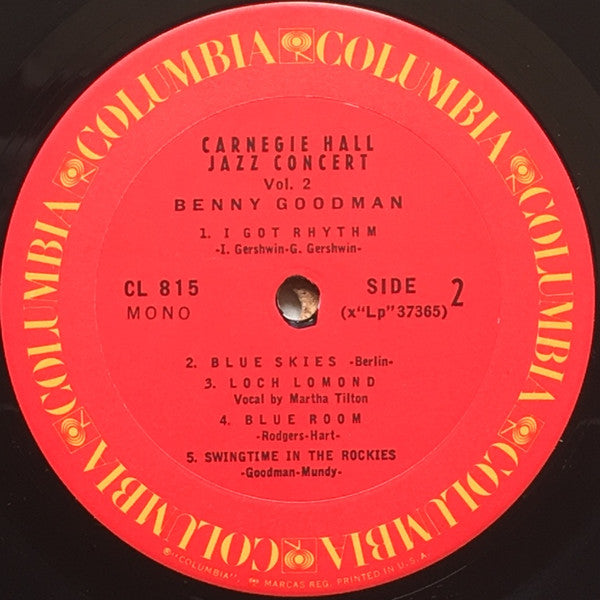 COLUMBIA COLUMBIA COLUMBIA COLUMBIA COLUMBIA COLUMBIA
CARNEGIE HALL
JAZZ CONCERT
Vol. 2
BENNY GOODMAN
1. I GOT RHYTHM
-I. Gershwin-G. Gershwin-
CL 815
MONO
SIDE 2
(x"Lp"37365)
2. BLUE SKIES -Berlin-
3. LOCH LOMOND
Vocal by Martha Tilton
4. BLUE ROOM
-Rodgers-Hart-
5. SWINGTIME IN THE ROCKIES
-Goodman-Mundy-
®"COLUMBIA", MARCAS REG. PRINTED IN U.S.A.